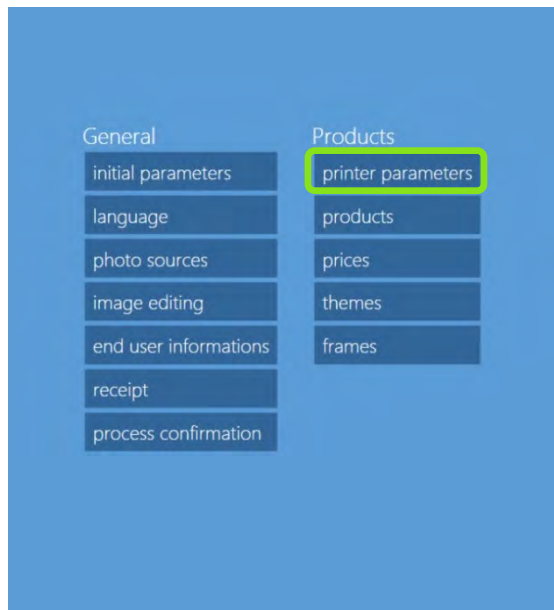 General
initial parameters
language
photo sources
image editing
end user informations
receipt
process confirmation
Products
printer parameters
products
prices
themes
frames